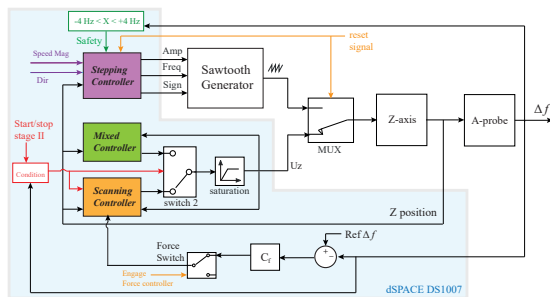 -4 Hz < X < +4 Hz
reset
signal
Safety
Speed Mag
Dir
Stepping
Controller
Amp
Freq
Sign
Sawtooth
Generator
MUX
Z-axis
A-probe
Δf
Start/stop
stage II
Condition
Mixed
Controller
Scanning
Controller
switch 2
saturation
Uz
Z position
Force
Switch
Engage
Force controller
Cf
Ref Δf
+
−
dSPACE DS1007